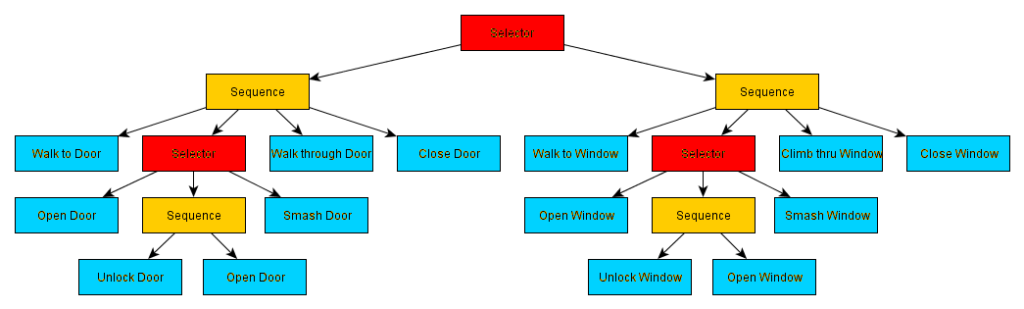 Selector
Sequence
Sequence
Walk to Door
Selector
Walk through Door
Close Door
Walk to Window
Selector
Climb thru Window
Close Window
Open Door
Sequence
Smash Door
Open Window
Sequence
Smash Window
Unlock Door
Open Door
Unlock Window
Open Window